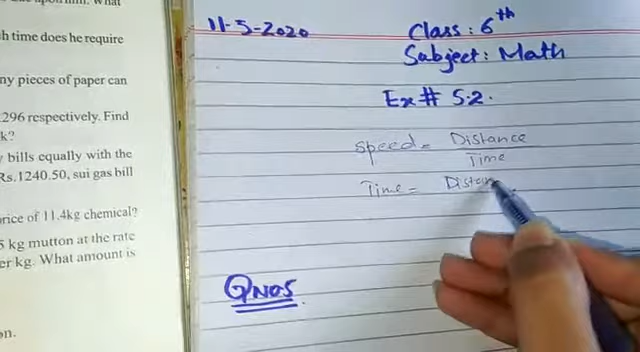 h time does he require
ny pieces of paper can
296 respectively. Find
k?
bills equally with the
Rs.1240.50, sui gas bill
rice of 11.4kg chemical?
5 kg mutton at the rate
er kg. What amount is
on.
11-5-2020
Class: 6th
Subject: Math
Ex# 5.2.
Speed = Distance
Time
Time = Distan
QNO5